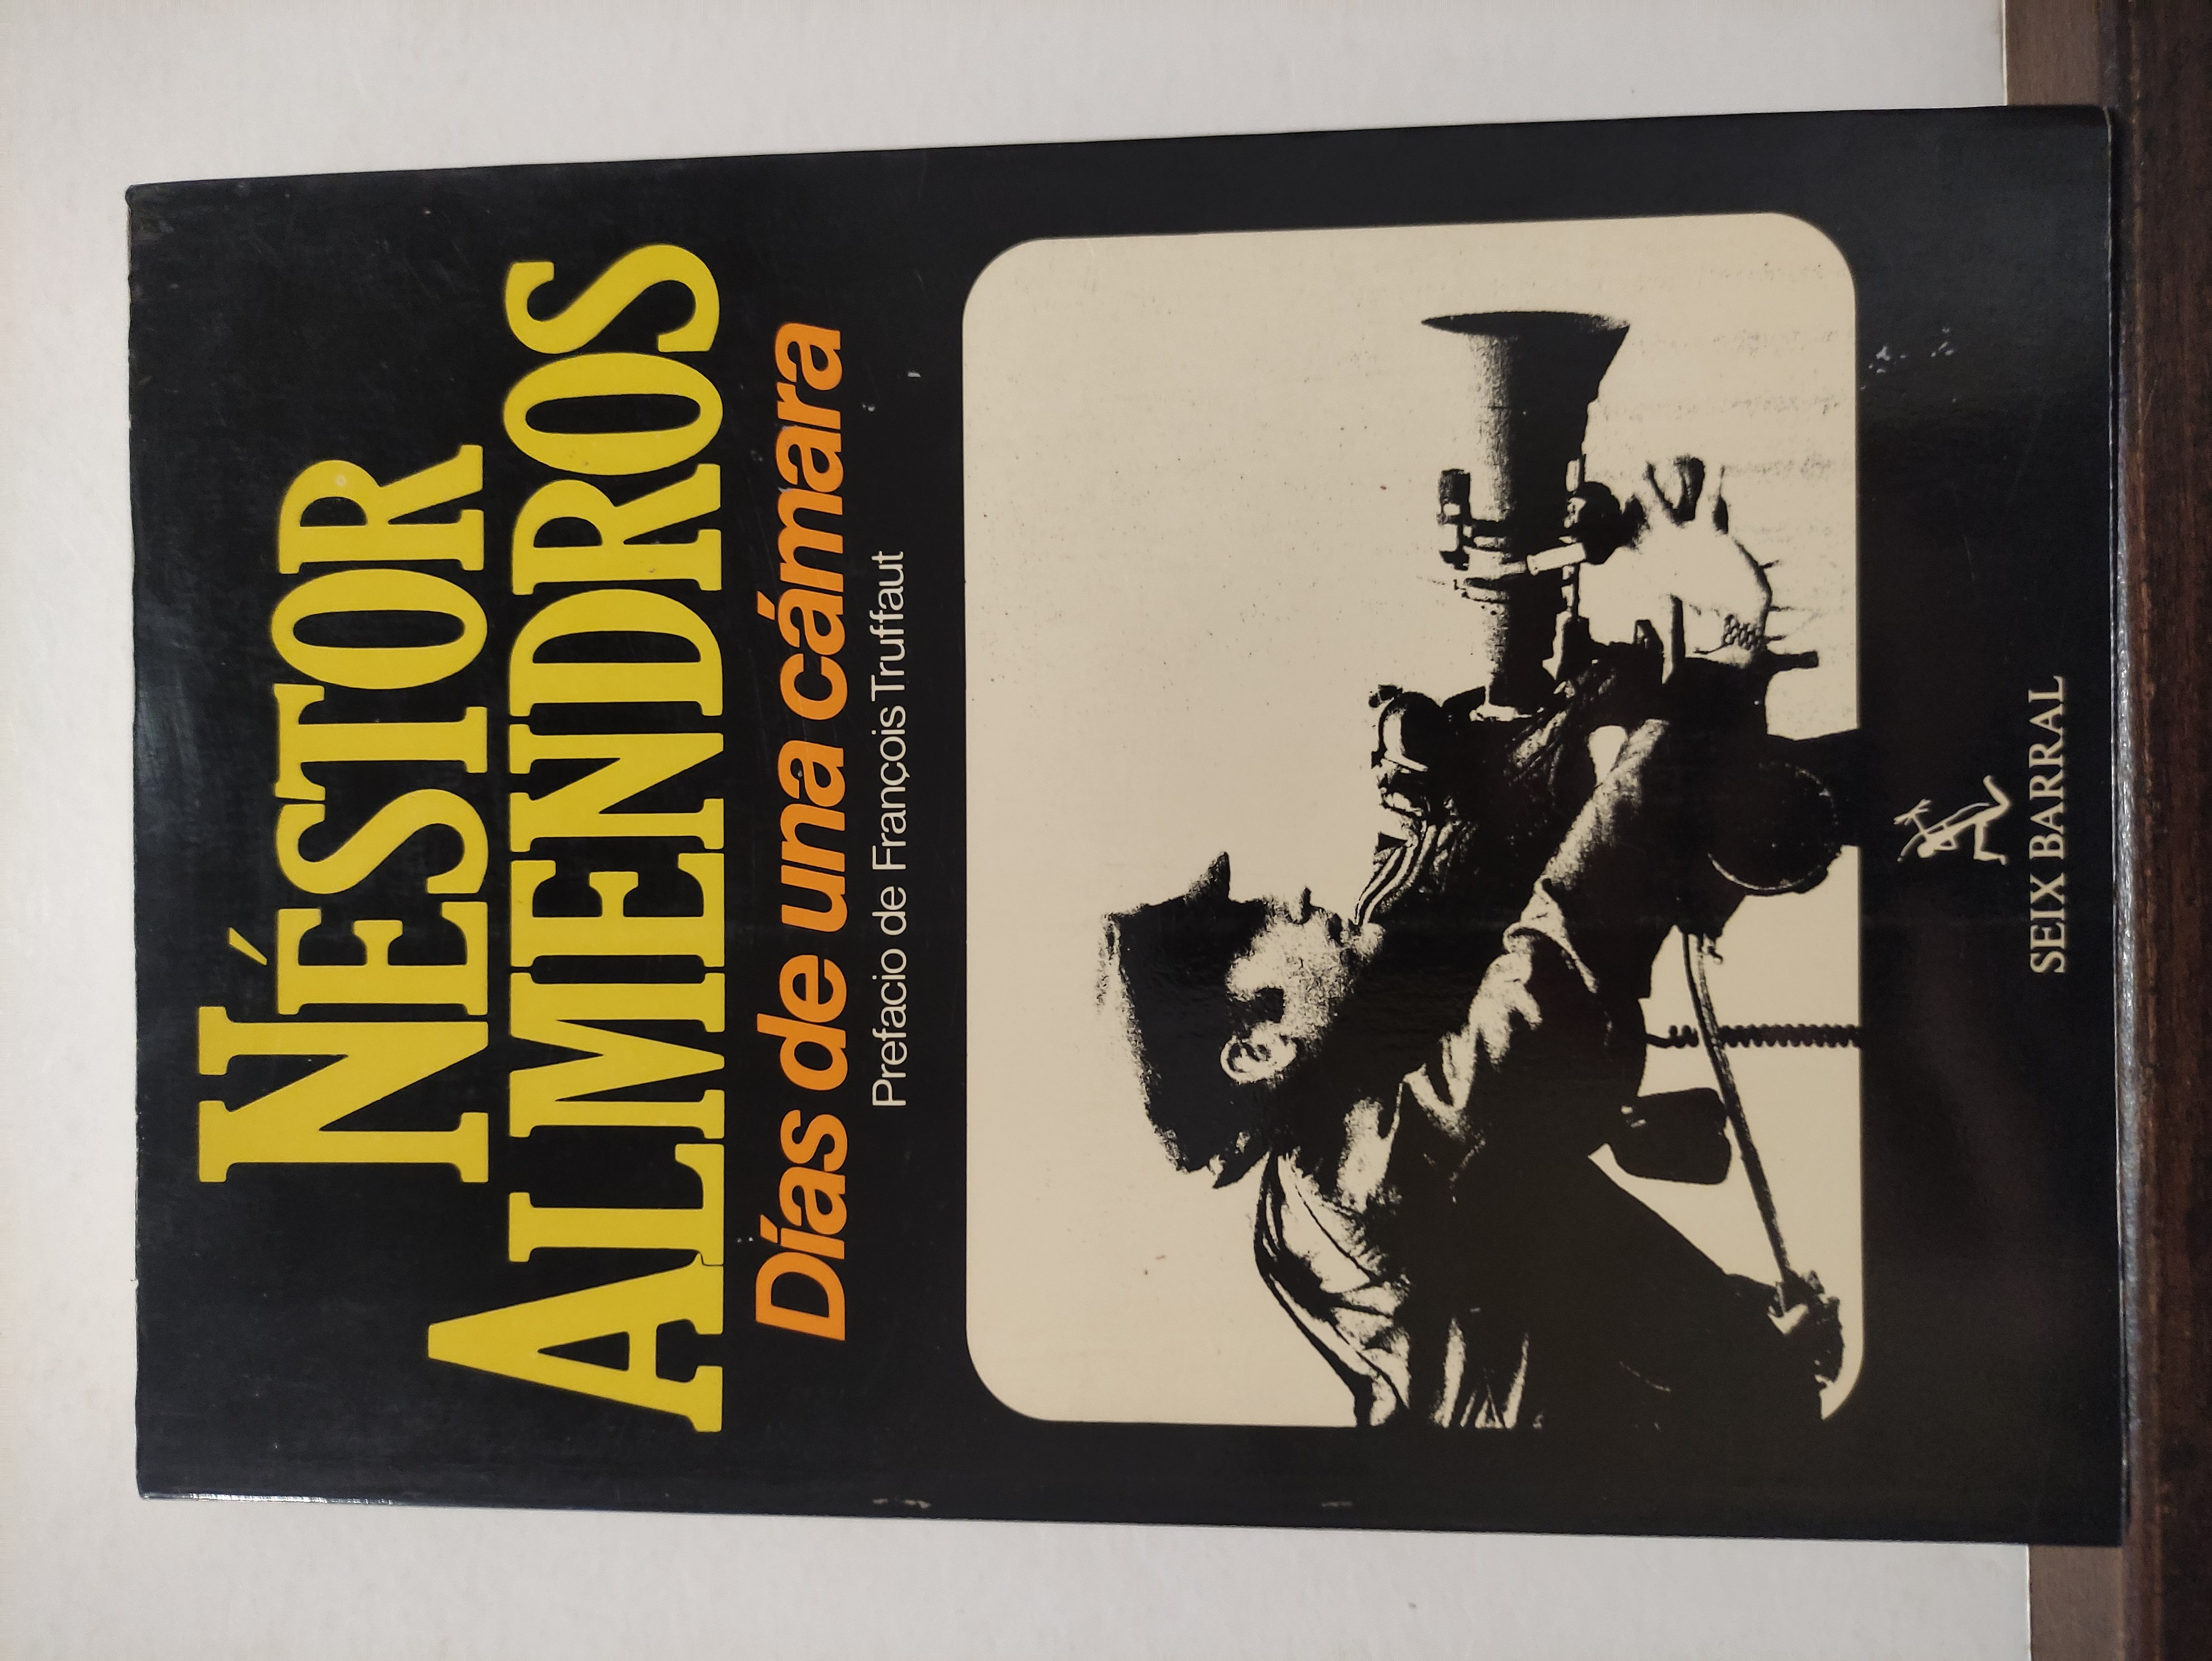 NÉSTOR
ALMENDROS
Días de una cámara
Prefacio de François Truffaut
SEIX BARRAL